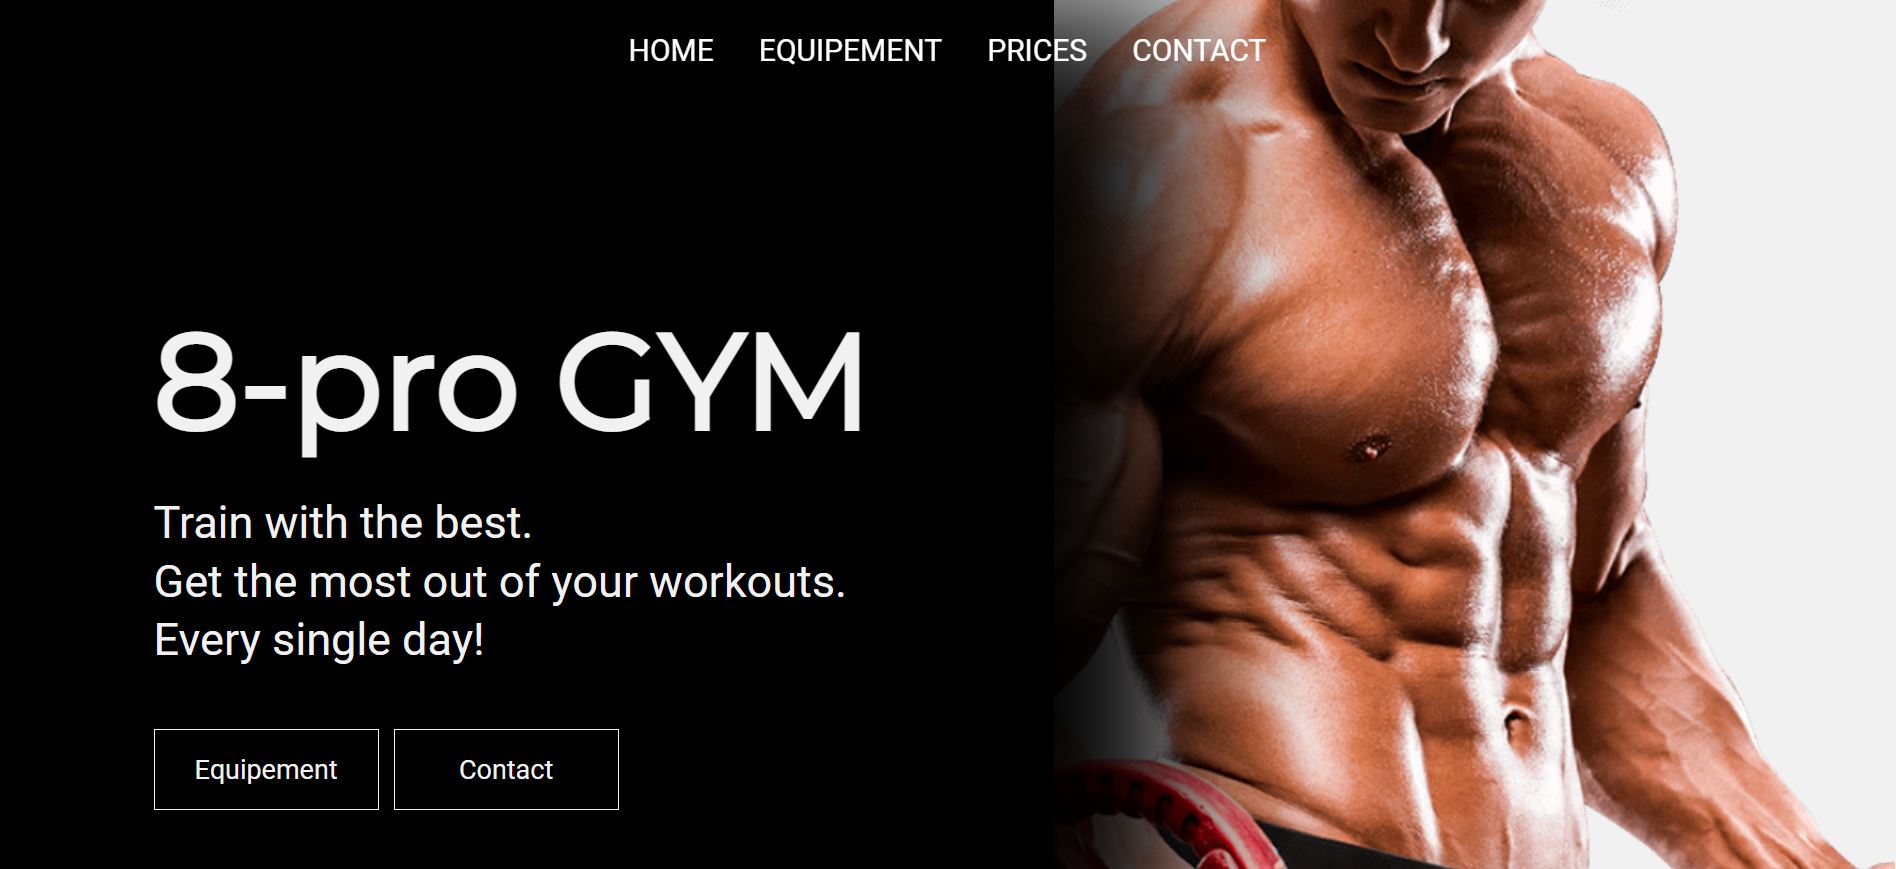 HOME EQUIPEMENT PRICES CONTACT
8-pro GYM
Train with the best.
Get the most out of your workouts.
Every single day!
Equipement Contact